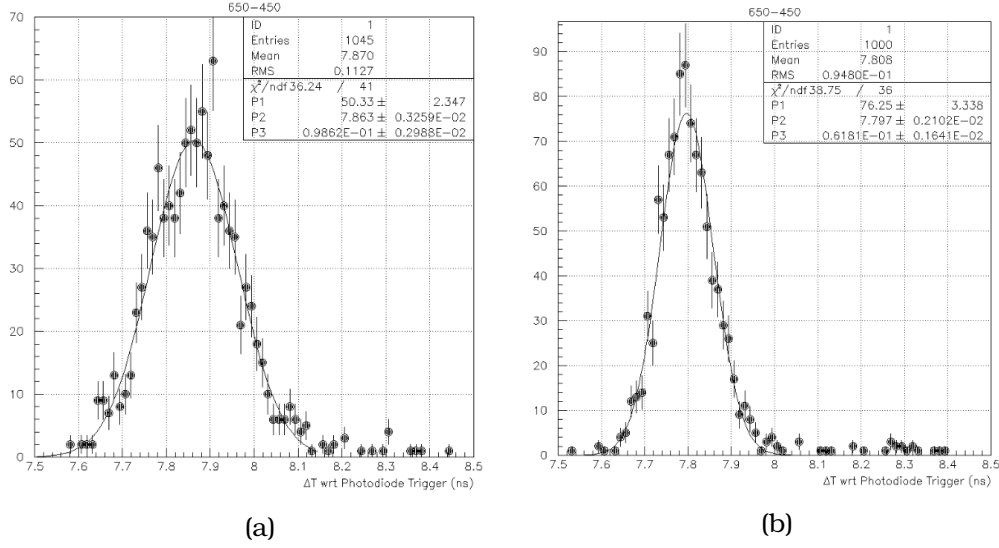 650-450
ID 1
Entries 1045
Mean 7.870
RMS 0.1127
χ²/ndf 36.24 / 41
P1 50.33 ± 2.347
P2 7.863 ± 0.3259E-02
P3 0.9862E-01 ± 0.2988E-02
70
60
50
40
30
20
10
0
7.5 7.6 7.7 7.8 7.9 8 8.1 8.2 8.3 8.4 8.5
ΔT wrt Photodiode Trigger (ns)
(a)
650-450
ID 1
Entries 1000
Mean 7.808
RMS 0.9480E-01
χ²/ndf 38.75 / 36
P1 76.25 ± 3.338
P2 7.797 ± 0.2102E-02
P3 0.6181E-01 ± 0.1641E-02
90
80
70
60
50
40
30
20
10
0
7.5 7.6 7.7 7.8 7.9 8 8.1 8.2 8.3 8.4 8.5
ΔT wrt Photodiode Trigger (ns)
(b)